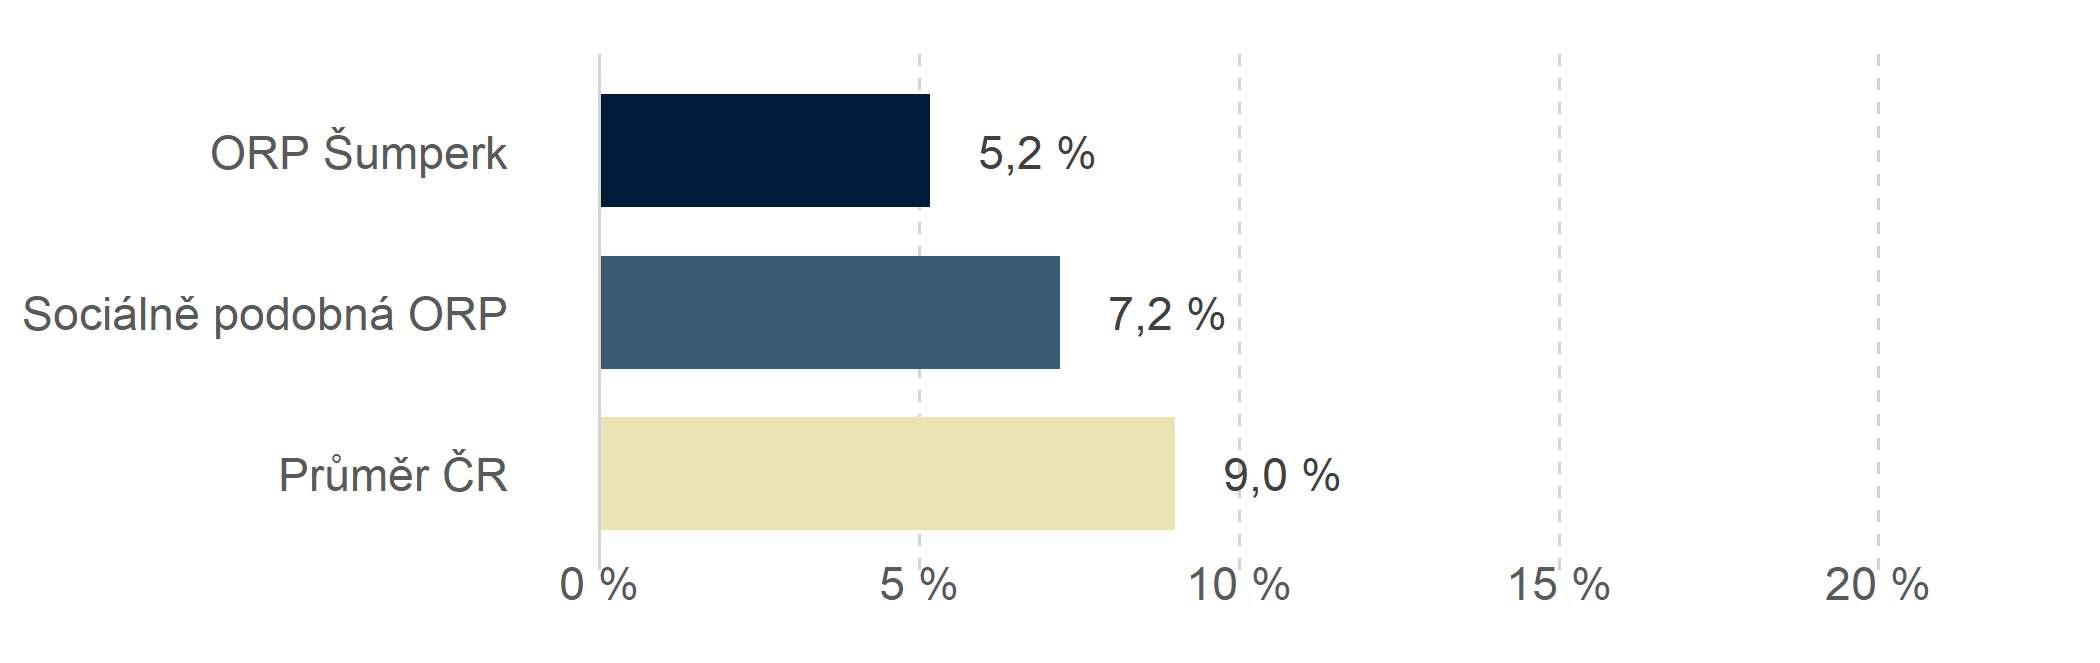 ORP Šumperk
5,2 %
Sociálně podobná ORP
7,2 %
Průměr ČR
9,0 %
0 %
5 %
10 %
15 %
20 %